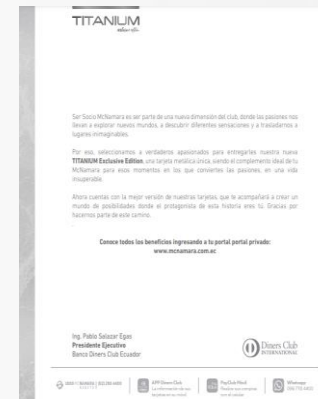 TITANIUM
Ser Socio McNamara es ser parte de una nueva dimensión del club, donde las pasiones nos
llevan a explorar nuevos mundos, a descubrir diferentes sensaciones y a trasladarnos a
lugares inimaginables.
Por eso, seleccionamos a verdaderos apasionados para entregarles nuestra nueva
TITANIUM Exclusive Edition, una tarjeta metálica única, siendo el complemento ideal de tu
McNamara para esos momentos en los que conviertes las pasiones, en una vida
insuperable.
Ahora cuentas con la mejor versión de nuestras tarjetas, que te acompañará a crear un
mundo de posibilidades donde el protagonista de esta historia eres tú. Gracias por
hacernos parte de este camino.
Conoce todos los beneficios ingresando a tu portal portal privado:
www.mcnamara.com.ec
Ing. Pablo Salazar Egas
Presidente Ejecutivo
Banco Diners Club Ecuador
Diners Club
INTERNATIONAL
APP Diners Club
PayClub Móvil
Whatsapp